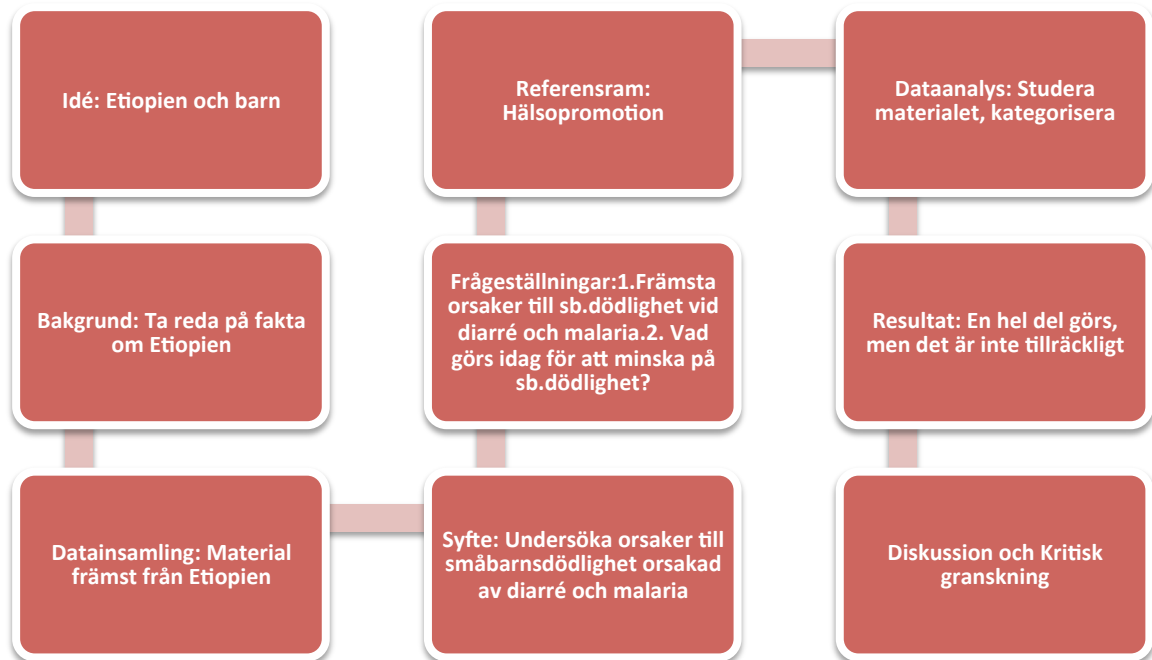 Idé: Etiopien och barn
Bakgrund: Ta reda på fakta
om Etiopien
Datainsamling: Material
främst från Etiopien
Syfte: Undersöka orsaker till
småbarnsdödlighet orsakad
av diarré och malaria
Frågeställningar:1.Främsta
orsaker till sb.dödlighet vid
diarré och malaria.2. Vad
görs idag för att minska på
sb.dödlighet?
Referensram:
Hälsopromotion
Dataanalys: Studera
materialet, kategorisera
Resultat: En hel del görs,
men det är inte tillräckligt
Diskussion och Kritisk
granskning